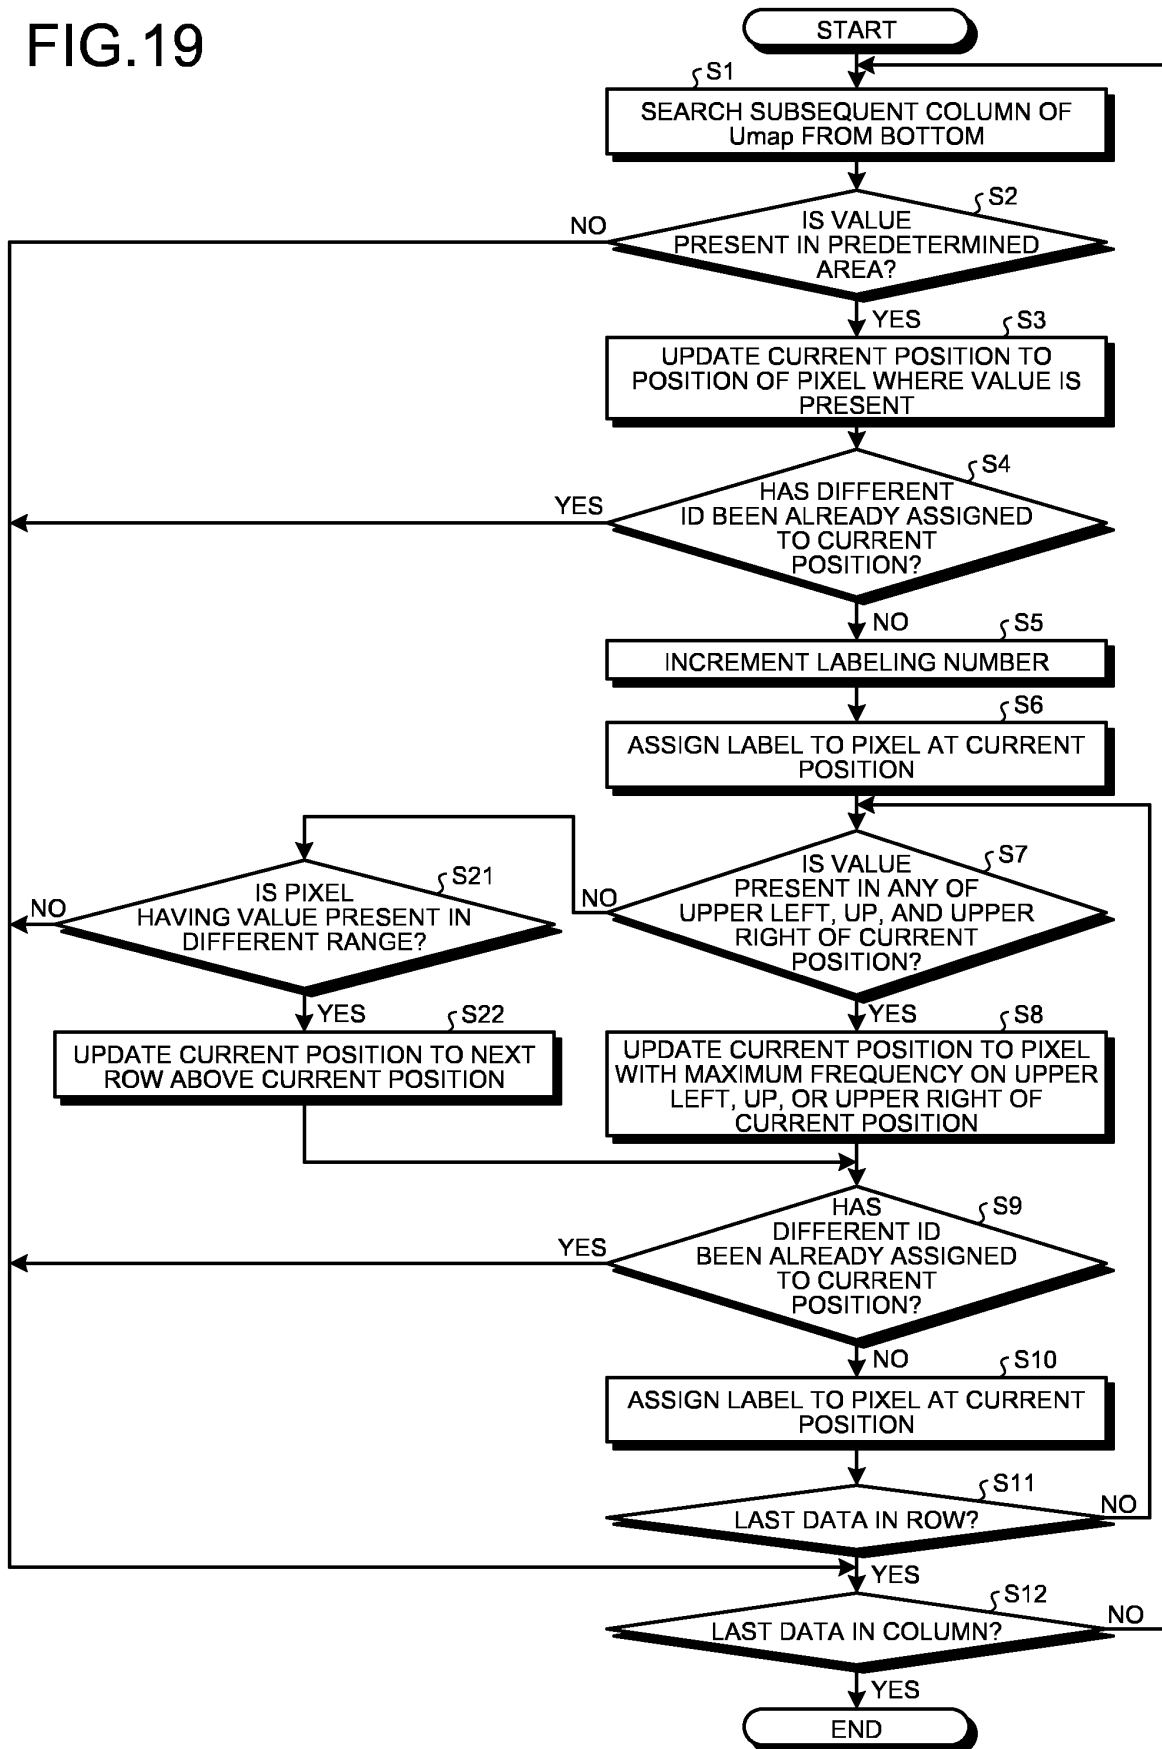 FIG.19
START
S1
SEARCH SUBSEQUENT COLUMN OF
Umap FROM BOTTOM
S2
IS VALUE
PRESENT IN PREDETERMINED
AREA?
NO
YES
S3
UPDATE CURRENT POSITION TO
POSITION OF PIXEL WHERE VALUE IS
PRESENT
S4
HAS DIFFERENT
ID BEEN ALREADY ASSIGNED
TO CURRENT
POSITION?
YES
NO
S5
INCREMENT LABELING NUMBER
S6
ASSIGN LABEL TO PIXEL AT CURRENT
POSITION
S7
IS VALUE
PRESENT IN ANY OF
UPPER LEFT, UP, AND UPPER
RIGHT OF CURRENT
POSITION?
NO
YES
S21
IS PIXEL
HAVING VALUE PRESENT IN
DIFFERENT RANGE?
NO
YES
S22
UPDATE CURRENT POSITION TO NEXT
ROW ABOVE CURRENT POSITION
S8
UPDATE CURRENT POSITION TO PIXEL
WITH MAXIMUM FREQUENCY ON UPPER
LEFT, UP, OR UPPER RIGHT OF
CURRENT POSITION
S9
HAS
DIFFERENT ID
BEEN ALREADY ASSIGNED
TO CURRENT
POSITION?
YES
NO
S10
ASSIGN LABEL TO PIXEL AT CURRENT
POSITION
S11
LAST DATA IN ROW?
NO
YES
S12
LAST DATA IN COLUMN?
NO
YES
END